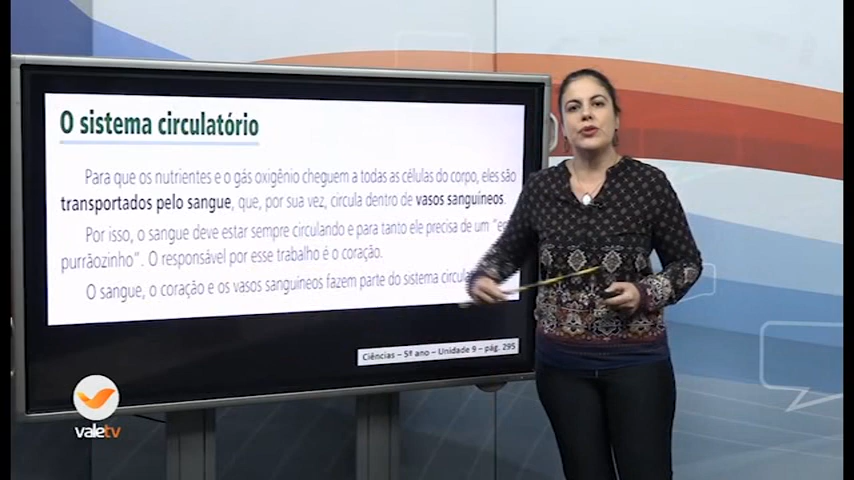 O sistema circulatório
Para que os nutrientes e o gás oxigênio cheguem a todas as células do corpo, eles são
transportados pelo sangue, que, por sua vez, circula dentro de vasos sanguíneos.
Por isso, o sangue deve estar sempre circulando e para tanto ele precisa de um "em
purrãozinho". O responsável por esse trabalho é o coração.
O sangue, o coração e os vasos sanguíneos fazem parte do sistema
Ciências – 5º ano – Unidade 9 – pág. 295
valetv